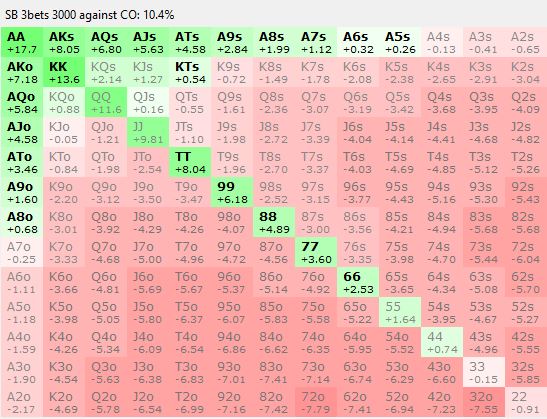 SB 3bets 3000 against CO: 10.4%
AA AKs AQs AJs ATs A9s A8s A7s A6s A5s A4s A3s A2s
+17.7 +8.05 +6.80 +5.63 +4.58 +2.84 +1.99 +1.12 +0.32 +0.26 -0.13 -0.41 -0.65
AKo KK KQs KJs KTs K9s K8s K7s K6s K5s K4s K3s K2s
+7.18 +13.6 +2.14 +1.27 +0.54 -0.72 -1.49 -1.78 -2.08 -2.38 -2.65 -2.91 -3.04
AQo KQo QQ QJs QTs Q9s Q8s Q7s Q6s Q5s Q4s Q3s Q2s
+5.84 +0.88 +11.6 +0.16 -0.55 -1.61 -2.36 -3.07 -3.19 -3.42 -3.68 -3.95 -4.09
AJo KJo QJo JJ JTs J9s J8s J7s J6s J5s J4s J3s J2s
+4.58 -0.05 -1.21 +9.81 -1.10 -1.98 -2.72 -3.39 -4.04 -4.14 -4.41 -4.68 -4.82
ATo KTo QTo JTo TT T9s T8s T7s T6s T5s T4s T3s T2s
+3.46 -0.84 -1.98 -2.54 +8.04 -1.96 -2.70 -3.37 -4.03 -4.69 -4.85 -5.12 -5.26
A9o K9o Q9o J9o T9o 99 98s 97s 96s 95s 94s 93s 92s
+1.60 -2.20 -3.12 -3.50 -3.47 +6.18 -2.52 -3.15 -3.77 -4.43 -5.16 -5.30 -5.43
A8o K8o Q8o J8o T8o 98o 88 87s 86s 85s 84s 83s 82s
+0.68 -3.01 -3.92 -4.29 -4.26 -4.07 +4.89 -3.00 -3.56 -4.21 -4.94 -5.68 -5.68
A7o K7o Q7o J7o T7o 97o 87o 77 76s 75s 74s 73s 72s
-0.25 -3.33 -4.68 -5.00 -4.96 -4.72 -4.56 +3.60 -3.35 -3.98 -4.70 -5.44 -6.04
A6o K6o Q6o J6o T6o 96o 86o 76o 66 65s 64s 63s 62s
-1.11 -3.66 -4.81 -5.69 -5.67 -5.37 -5.14 -4.92 +2.53 -3.65 -4.34 -5.08 -5.70
A5o K5o Q5o J5o T5o 95o 85o 75o 65o 55 54s 53s 52s
-1.18 -3.98 -5.05 -5.80 -6.37 -6.07 -5.83 -5.58 -5.22 +1.64 -3.95 -4.67 -5.27
A4o K4o Q4o J4o T4o 94o 84o 74o 64o 54o 44 43s 42s
-1.59 -4.26 -5.34 -6.09 -6.54 -6.86 -6.62 -6.35 -5.95 -5.52 +0.74 -4.96 -5.55
A3o K3o Q3o J3o T3o 93o 83o 73o 63o 53o 43o 33 32s
-1.90 -4.54 -5.63 -6.38 -6.83 -7.01 -7.41 -7.14 -6.74 -6.29 -6.60 -0.15 -5.85
A2o K2o Q2o J2o T2o 92o 82o 72o 62o 52o 42o 32o 22
-2.17 -4.69 -5.78 -6.54 -6.99 -7.16 -7.42 -7.79 -7.41 -6.94 -7.23 -7.55 -0.91